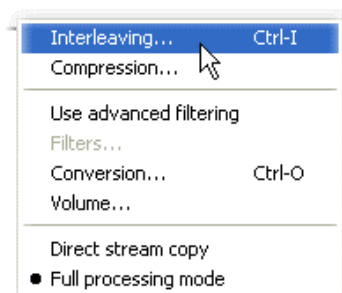 Interleaving... Ctrl-I
Compression...
Use advanced filtering
Filters...
Conversion... Ctrl-O
Volume...
Direct stream copy
Full processing mode